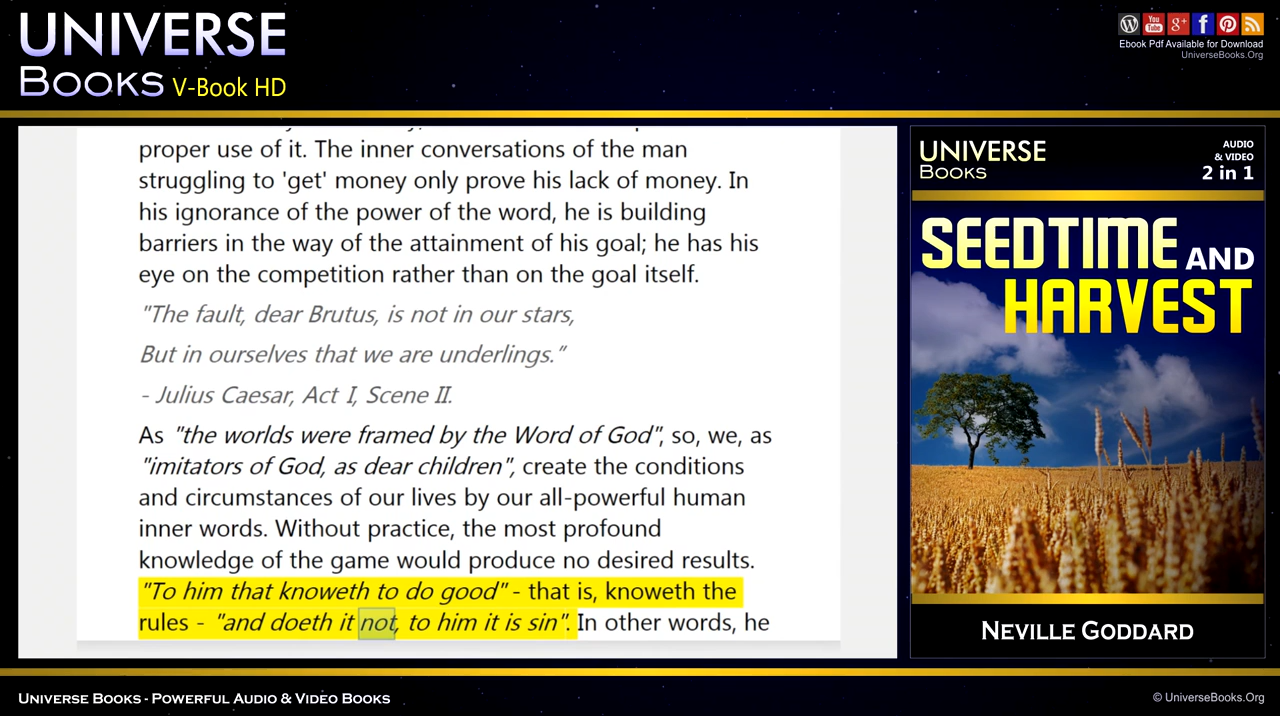 UNIVERSE
BOOKS V-Book HD
Ebook Pdf Available for Download
UniverseBooks.Org
proper use of it. The inner conversations of the man
struggling to 'get' money only prove his lack of money. In
his ignorance of the power of the word, he is building
barriers in the way of the attainment of his goal; he has his
eye on the competition rather than on the goal itself.
"The fault, dear Brutus, is not in our stars,
But in ourselves that we are underlings.”
- Julius Caesar, Act I, Scene II.
As "the worlds were framed by the Word of God", so, we, as
"imitators of God, as dear children", create the conditions
and circumstances of our lives by our all-powerful human
inner words. Without practice, the most profound
knowledge of the game would produce no desired results.
"To him that knoweth to do good" - that is, knoweth the
rules - "and doeth it not, to him it is sin". In other words, he
UNIVERSE
BOOKS
AUDIO
& VIDEO
2 in 1
SEEDTIME AND
HARVEST
NEVILLE GODDARD
UNIVERSE BOOKS - POWERFUL AUDIO & VIDEO BOOKS
© UniverseBooks.Org